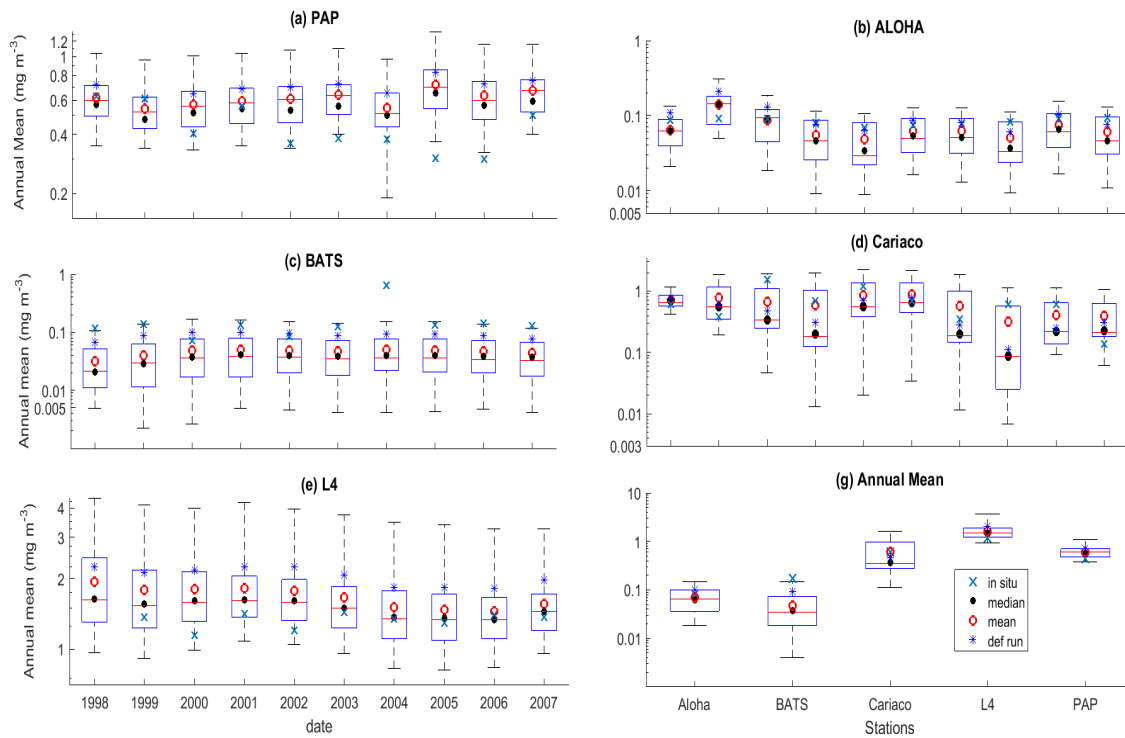 (a) PAP
Annual Mean (mg m⁻³)
1.2
1
0.8
0.6
0.4
0.2
(b) ALOHA
1
0.1
0.01
0.005
(c) BATS
Annual mean (mg m⁻³)
1
0.1
0.01
0.005
(d) Cariaco
1
0.1
0.01
0.003
(e) L4
Annual mean (mg m⁻³)
4
3
2
1
1998 1999 2000 2001 2002 2003 2004 2005 2006 2007
date
(g) Annual Mean
10
1
0.1
0.01
in situ
median
mean
def run
Aloha BATS Cariaco L4 PAP
Stations